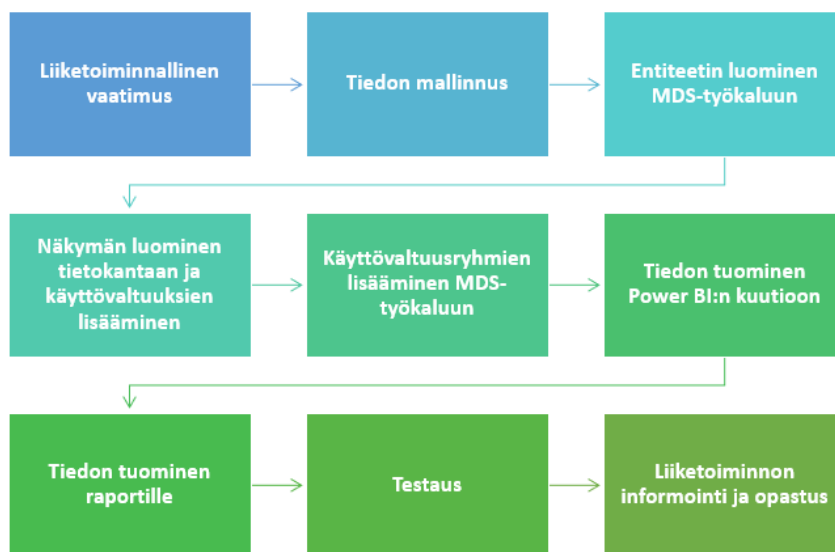 Liiketoiminnallinen
vaatimus
Tiedon mallinnus
Entiteetin luominen
MDS-työkaluun
Näkymän luominen
tietokantaan ja
käyttövaltuuksien
lisääminen
Käyttövaltuusryhmien
lisääminen MDS-
työkaluun
Tiedon tuominen
Power BI:n kuutioon
Tiedon tuominen
raportille
Testaus
Liiketoiminnon
informointi ja opastus